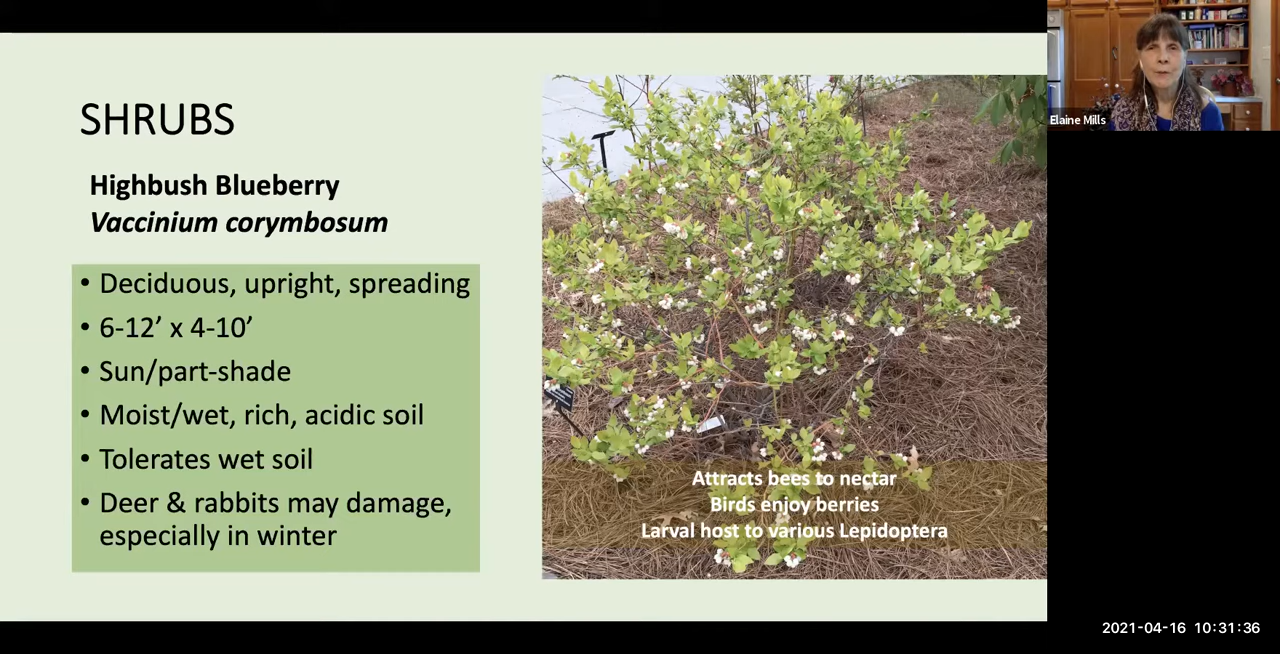 SHRUBS
Highbush Blueberry
Vaccinium corymbosum
• Deciduous, upright, spreading
• 6-12’ x 4-10’
• Sun/part-shade
• Moist/wet, rich, acidic soil
• Tolerates wet soil
• Deer & rabbits may damage,
especially in winter
Attracts bees to nectar
Birds enjoy berries
Larval host to various Lepidoptera
Elaine Mills
2021-04-16 10:31:36